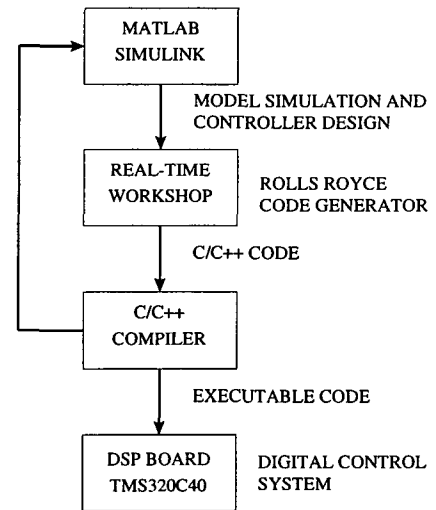 MATLAB
SIMULINK
MODEL SIMULATION AND
CONTROLLER DESIGN
REAL-TIME
WORKSHOP
ROLLS ROYCE
CODE GENERATOR
C/C++ CODE
C/C++
COMPILER
EXECUTABLE CODE
DSP BOARD
TMS320C40
DIGITAL CONTROL
SYSTEM